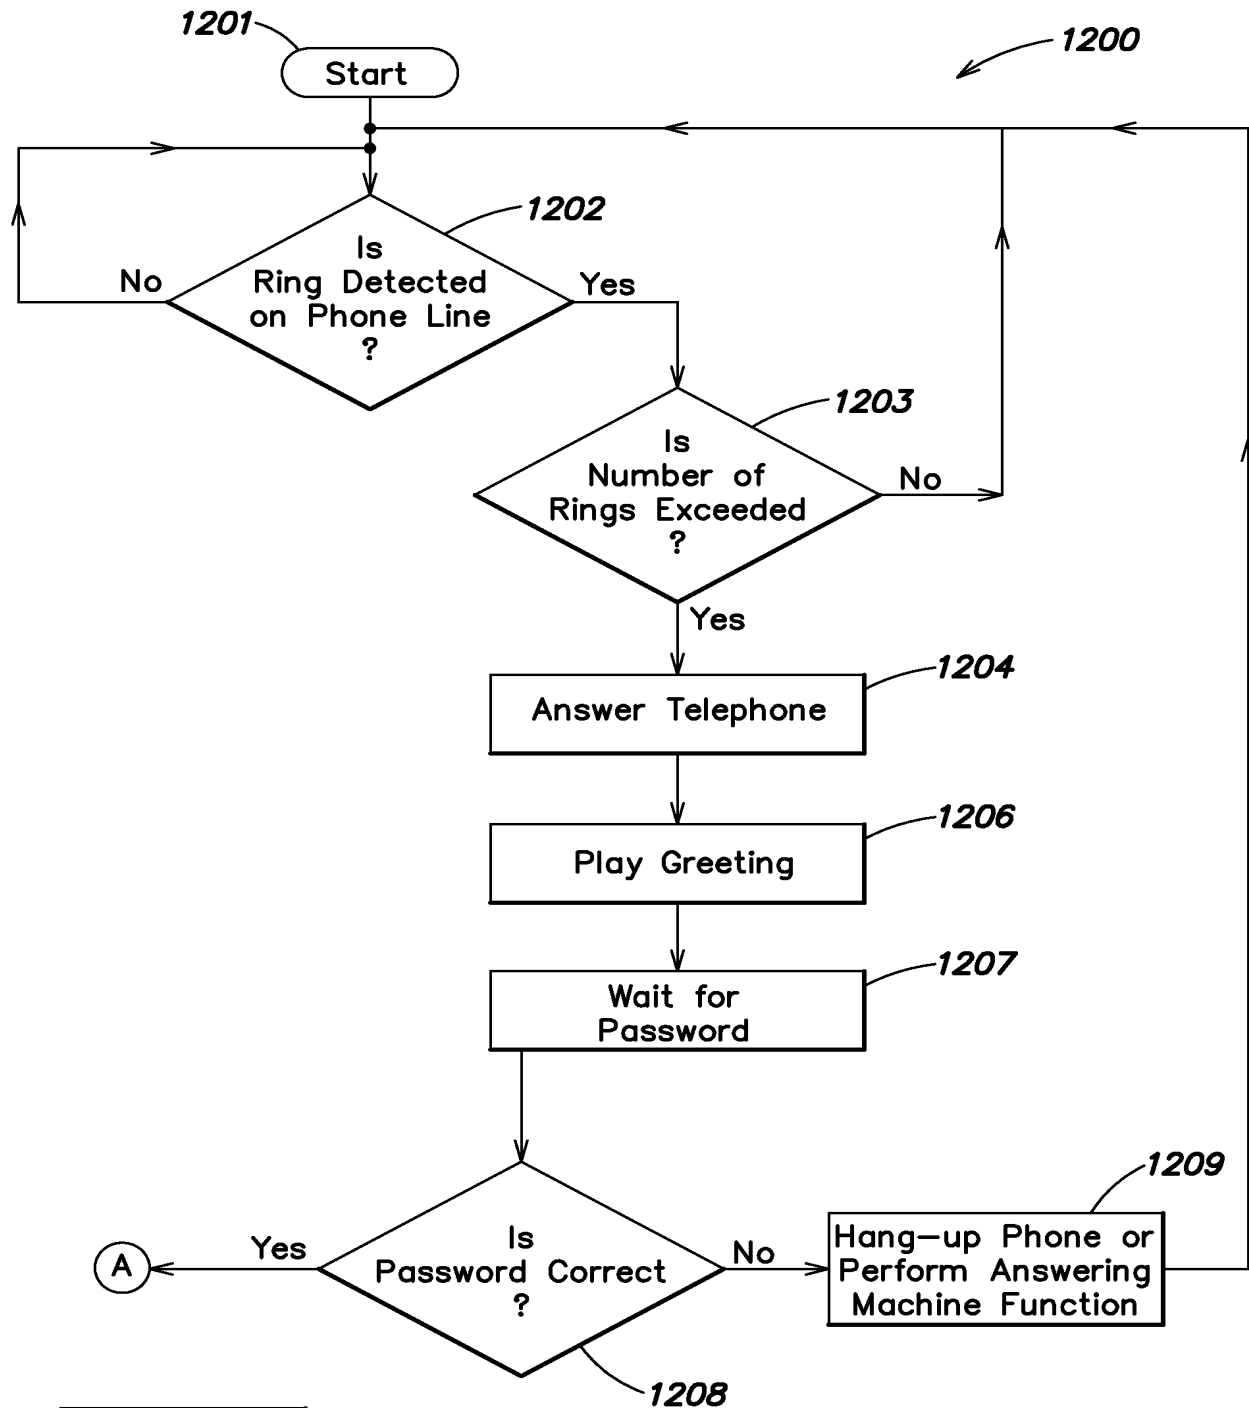 1201
Start
1200
1202
Is
Ring Detected
on Phone Line
?
No
Yes
1203
Is
Number of
Rings Exceeded
?
No
Yes
1204
Answer Telephone
1206
Play Greeting
1207
Wait for
Password
1209
Is
Password Correct
?
Yes
No
A
Hang-up Phone or
Perform Answering
Machine Function
1208